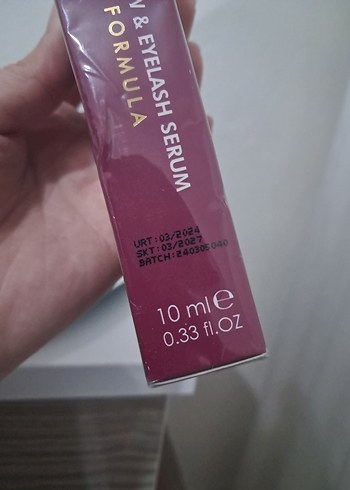 & EYELASH SERUM
FORMULA
URT:03/2024
SKT:03/2027
BATCH:240305040
10 ml e
0.33 fl.OZ